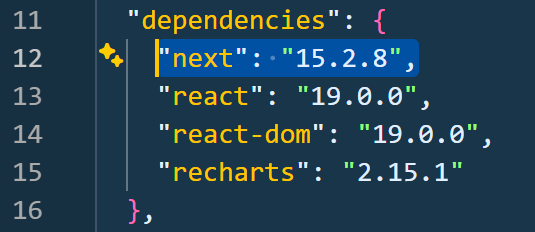 11 "dependencies": {
12 "next": "15.2.8",
13 "react": "19.0.0",
14 "react-dom": "19.0.0",
15 "recharts": "2.15.1"
16 },